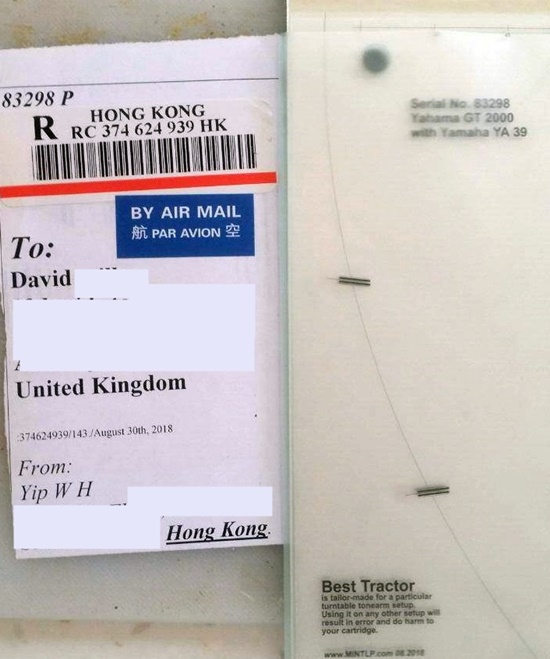 83298 P
HONG KONG
R RC 374 624 939 HK
BY AIR MAIL
航 PAR AVION 空
To:
David
United Kingdom
374624939/143 /August 30th, 2018
From:
Yip W H
Hong Kong
Serial No. 83298
Yahama GT 2000
with Yamaha YA 39
Best Tractor
is tailor-made for a particular
turntable tonearm setup.
Using it on any other setup will
result in error and do harm to
your cartridge.
www.MINTLP.com 08.2018